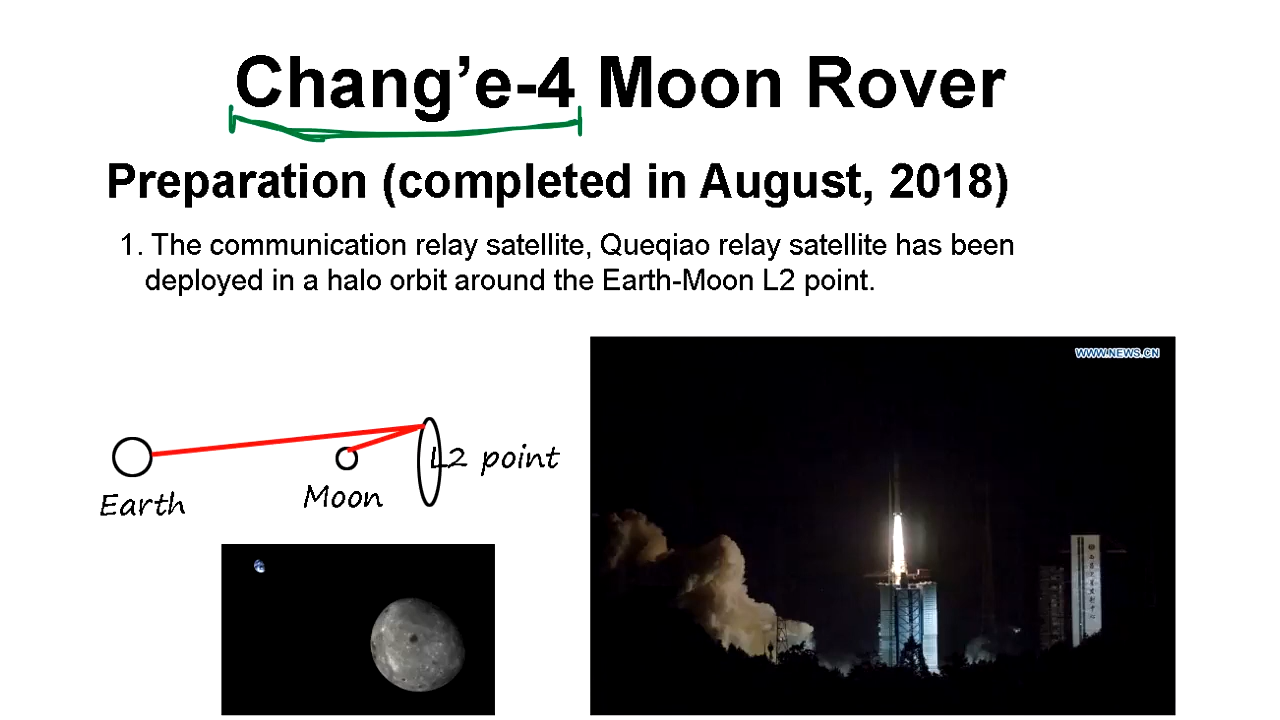 Chang’e-4 Moon Rover
Preparation (completed in August, 2018)
1. The communication relay satellite, Queqiao relay satellite has been
deployed in a halo orbit around the Earth-Moon L2 point.
WWW.NEWS.CN
L2 point
Earth
Moon